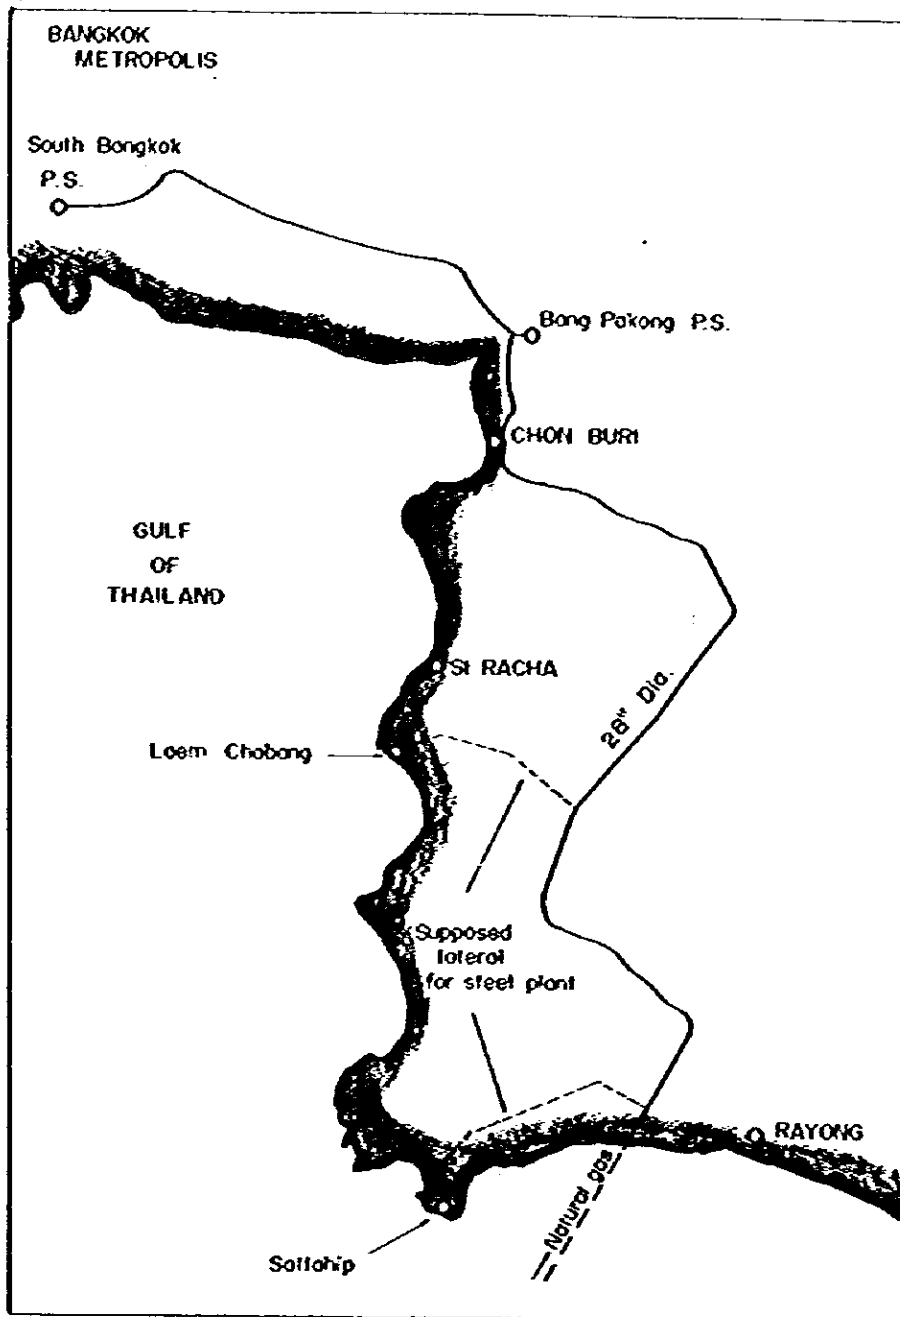 BANGKOK
METROPOLIS
South Bangkok
P.S.
Bang Pakong P.S.
CHON BURI
GULF
OF
THAILAND
SI RACHA
28" Dia.
Laem Chabang
Supposed
lateral
for steel plant
RAYONG
Natural gas
Sattahip